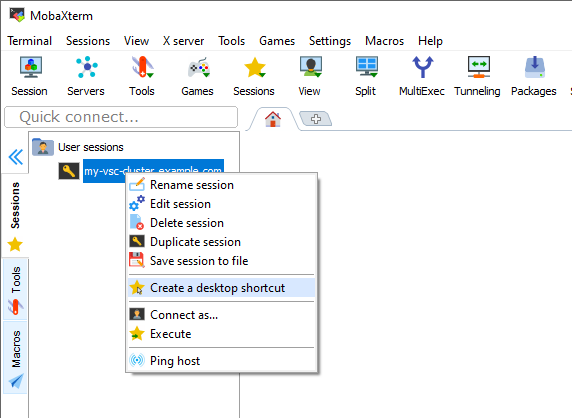 MobaXterm
Terminal Sessions View X server Tools Games Settings Macros Help
Session Servers Tools Games Sessions View Split MultiExec Tunneling Packages
Quick connect...
User sessions
my-vsc-cluster.example.com
Rename session
Edit session
Delete session
Duplicate session
Save session to file
Create a desktop shortcut
Connect as...
Execute
Ping host
Sessions
Tools
Macros